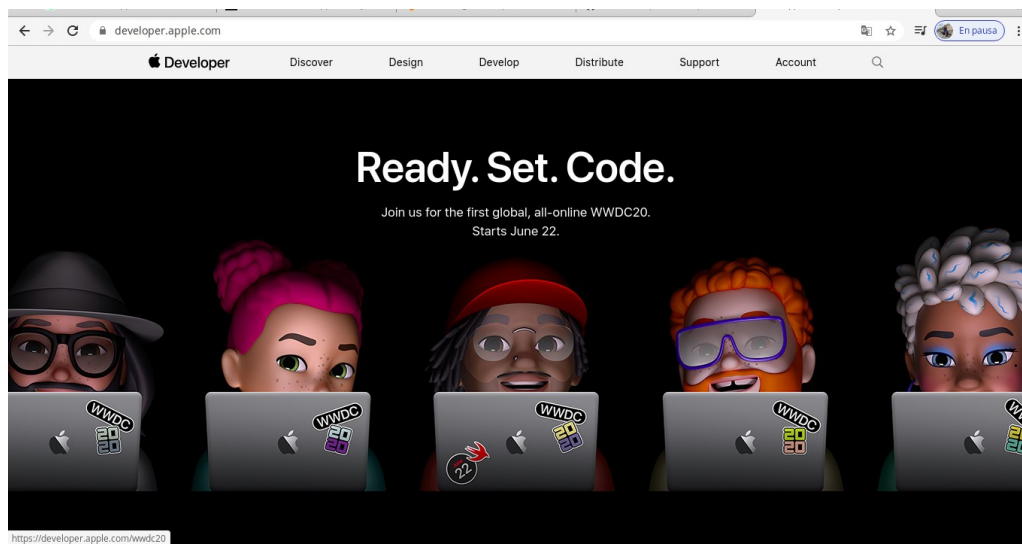 developer.apple.com
En pausa
Developer
Discover
Design
Develop
Distribute
Support
Account
Ready. Set. Code.
Join us for the first global, all-online WWDC20.
Starts June 22.
WWDC
20
20
WWDC
20
20
WWDC
20
20
22
WWDC
20
20
https://developer.apple.com/wwdc20